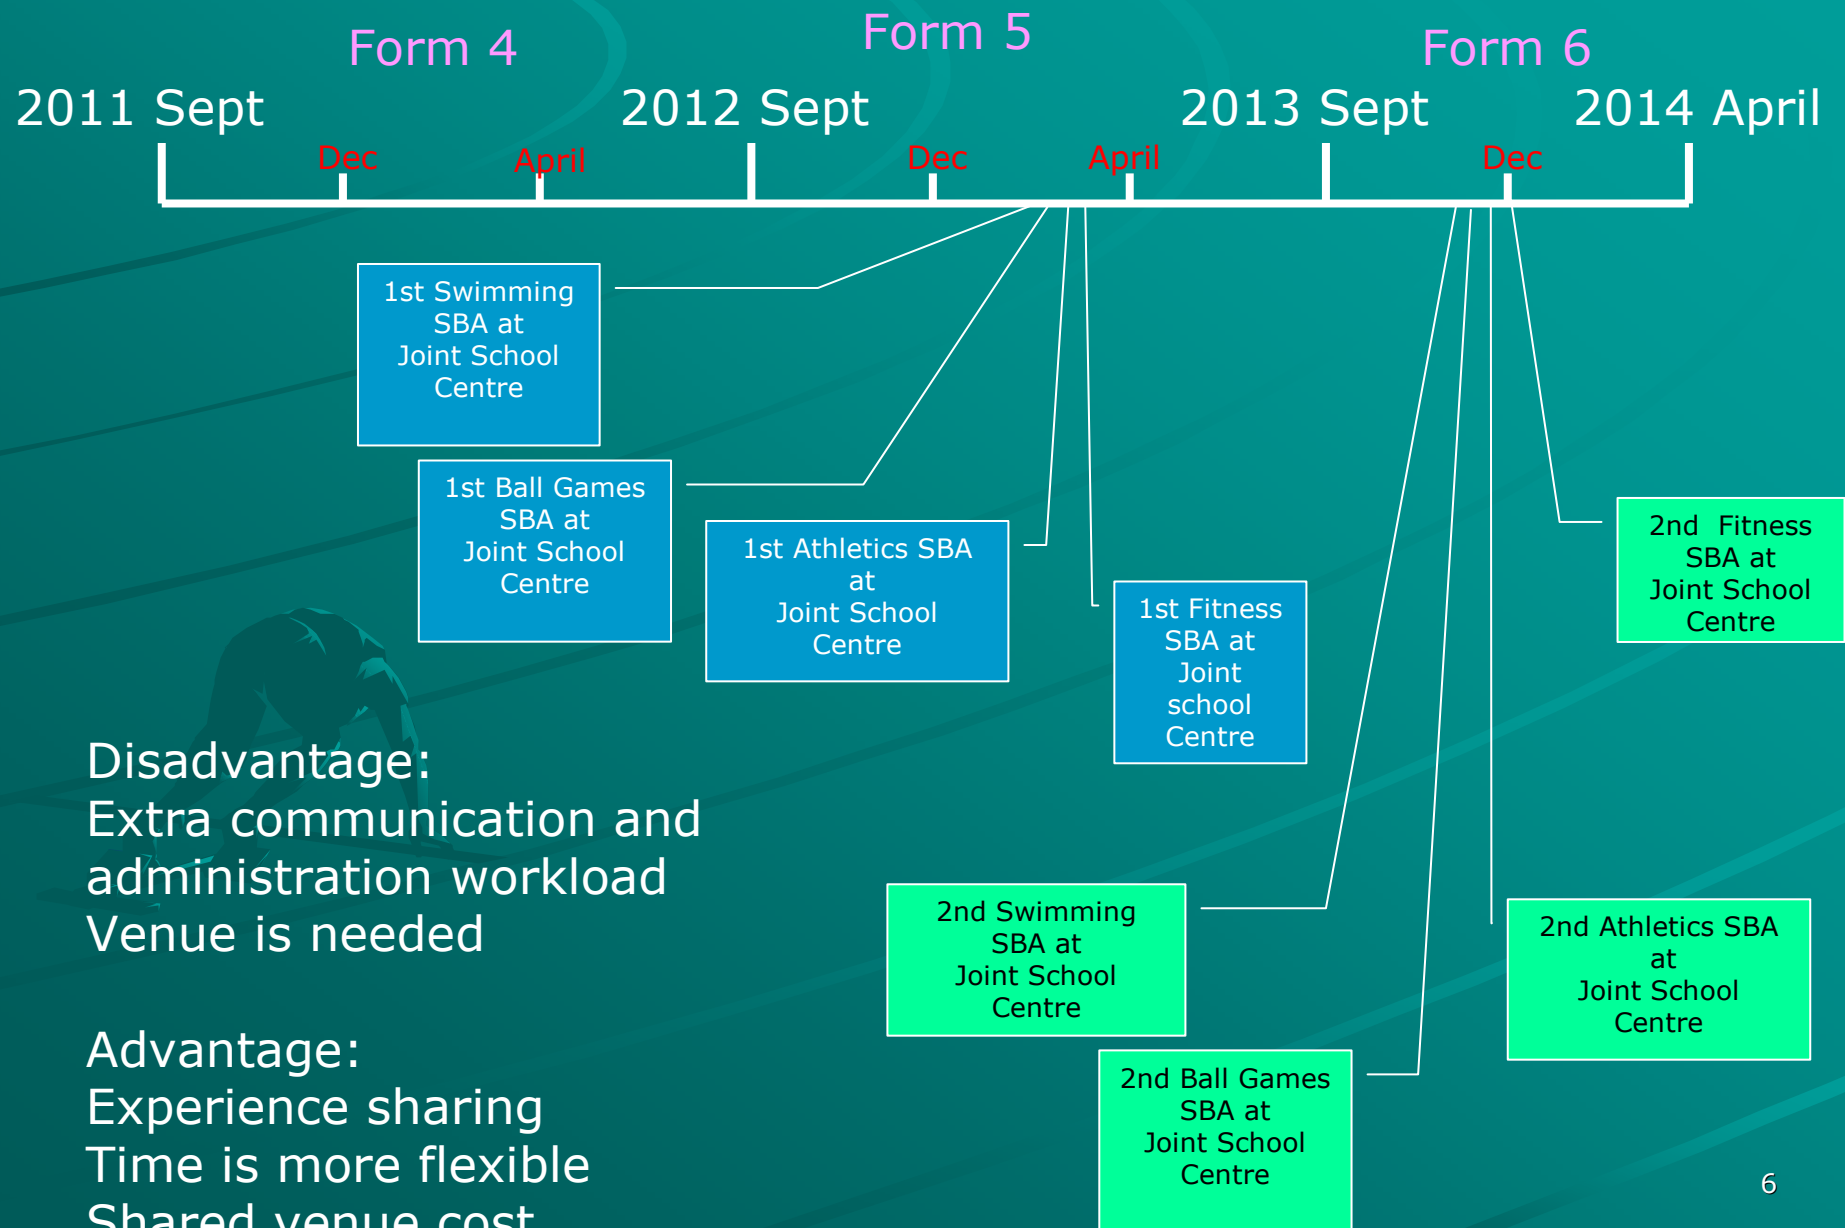 Form 4
Form 5
Form 6
2011 Sept
2012 Sept
2013 Sept
2014 April
Dec
April
Dec
April
Dec
1st Swimming
SBA at
Joint School
Centre
1st Ball Games
SBA at
Joint School
Centre
1st Athletics SBA
at
Joint School
Centre
1st Fitness
SBA at
Joint
school
Centre
2nd  Fitness
SBA at
Joint School
Centre
2nd Swimming
SBA at
Joint School
Centre
2nd Ball Games
SBA at
Joint School
Centre
2nd Athletics SBA
at
Joint School
Centre
Disadvantage:
Extra communication and
administration workload
Venue is needed
Advantage:
Experience sharing
Time is more flexible
Shared venue cost
6